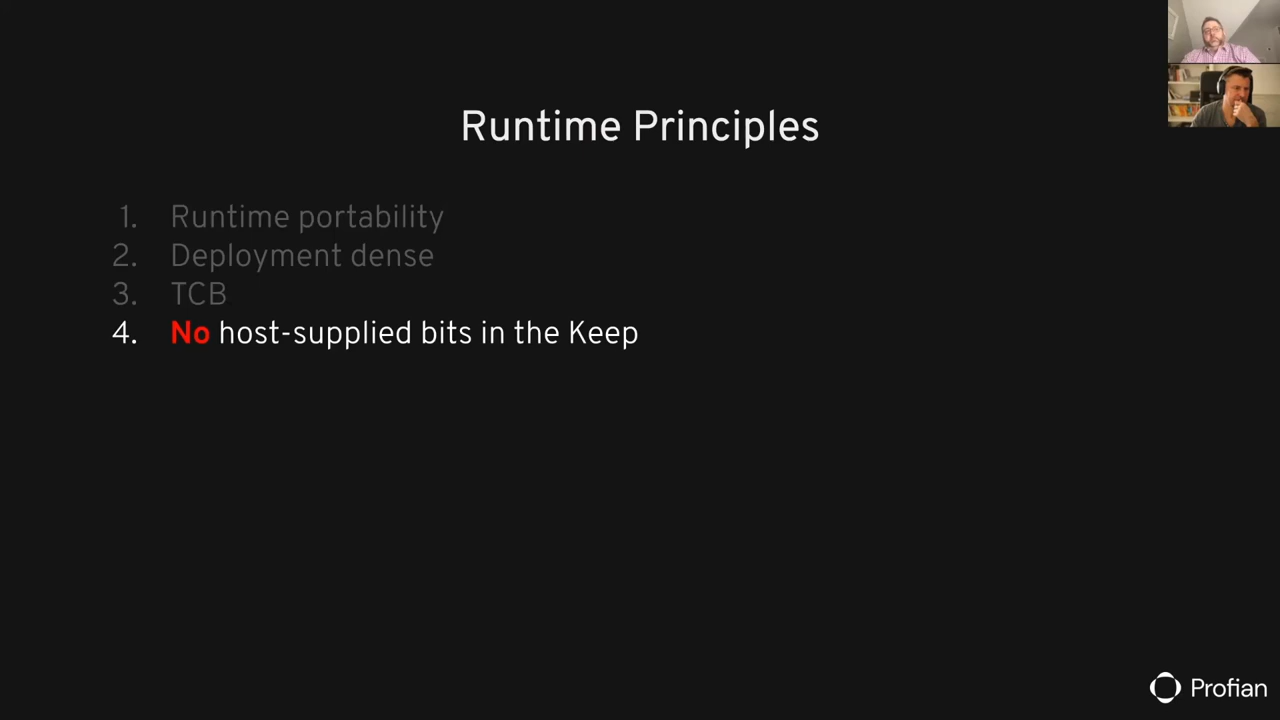 Runtime Principles
1. Runtime portability
2. Deployment dense
3. TCB
4. No host-supplied bits in the Keep
Profian